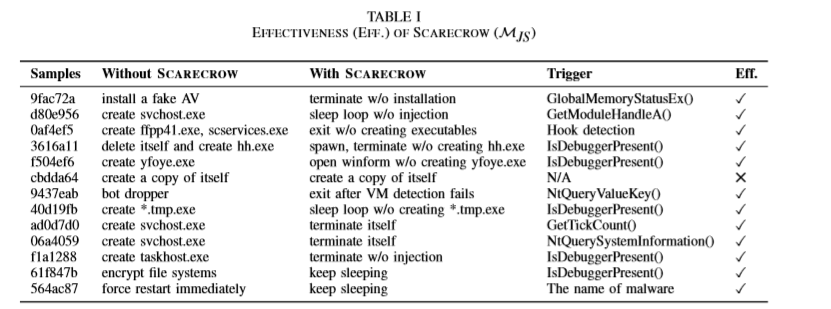 TABLE I
EFFECTIVENESS (EFF.) OF SCARECROW (MJS)
Samples Without SCARECROW With SCARECROW Trigger Eff.
9fac72a install a fake AV terminate w/o installation GlobalMemoryStatusEx() ✓
d80e956 create svchost.exe sleep loop w/o injection GetModuleHandleA() ✓
0af4ef5 create ffpp41.exe, scservices.exe exit w/o creating executables Hook detection ✓
3616a11 delete itself and create hh.exe spawn, terminate w/o creating hh.exe IsDebuggerPresent() ✓
f504ef6 create yfoye.exe open winform w/o creating yfoye.exe IsDebuggerPresent() ✓
cbdda64 create a copy of itself create a copy of itself N/A ✕
9437eab bot dropper exit after VM detection fails NtQueryValueKey() ✓
40d19fb create *.tmp.exe sleep loop w/o creating *.tmp.exe IsDebuggerPresent() ✓
ad0d7d0 create svchost.exe terminate itself GetTickCount() ✓
06a4059 create svchost.exe terminate itself NtQuerySystemInformation() ✓
f1a1288 create taskhost.exe terminate w/o injection IsDebuggerPresent() ✓
61f847b encrypt file systems keep sleeping IsDebuggerPresent() ✓
564ac87 force restart immediately keep sleeping The name of malware ✓